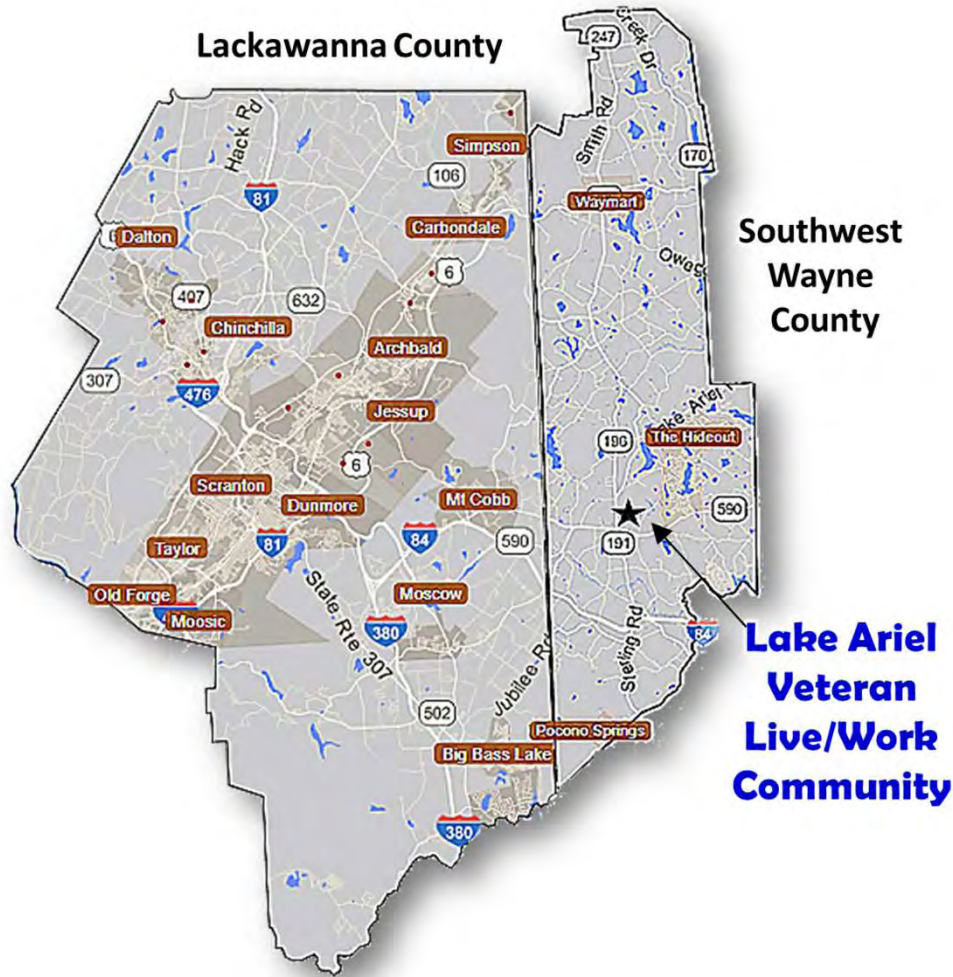 Lackawanna County
247
Creek Dr
Hack Rd
Simpson
Smith Rd
170
106
81
Waymart
Carbondale
Dalton
6
Southwest
Wayne
County
407
632
Chinchilla
Archbald
307
476
Jessup
196
The Hideout
6
Scranton
Mt Cobb
Dunmore
590
81
84
590
191
Taylor
State Rte 307
Old Forge
Moscow
Moosic
380
Sterling Rd
84
Jubilee Rd
Lake Ariel
Veteran
Live/Work
Community
502
Pocono Springs
Big Bass Lake
380